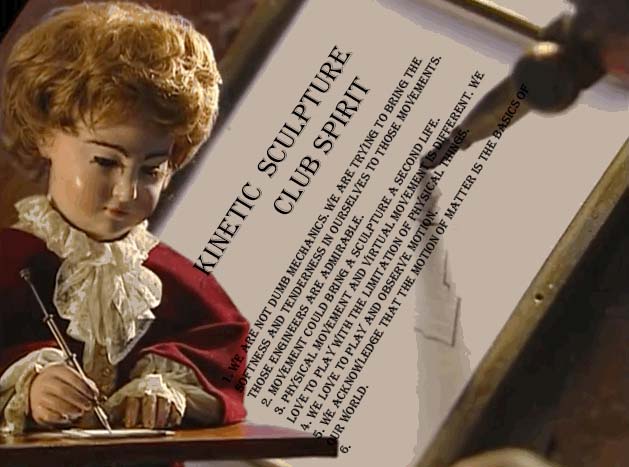 KINETIC SCULPTURE
CLUB SPIRIT
1. WE ARE NOT DUMB MECHANICS. WE ARE TRYING TO BRING THE
SOFTNESS AND TENDERNESS IN OURSELVES TO THOSE MOVEMENTS.
THOSE ENGINEERS ARE ADMIRABLE.
2. MOVEMENT COULD BRING A SCULPTURE A SECOND LIFE.
3. PHYSICAL MOVEMENT AND VIRTUAL MOVEMENT IS DIFFERENT. WE
LOVE TO PLAY WITH THE LIMITATION OF PHYSICAL THINGS.
4. WE LOVE TO PLAY AND OBSERVE MOTION.
5. WE ACKNOWLEDGE THAT THE MOTION OF MATTER IS THE BASICS OF
OUR WORLD.
6.